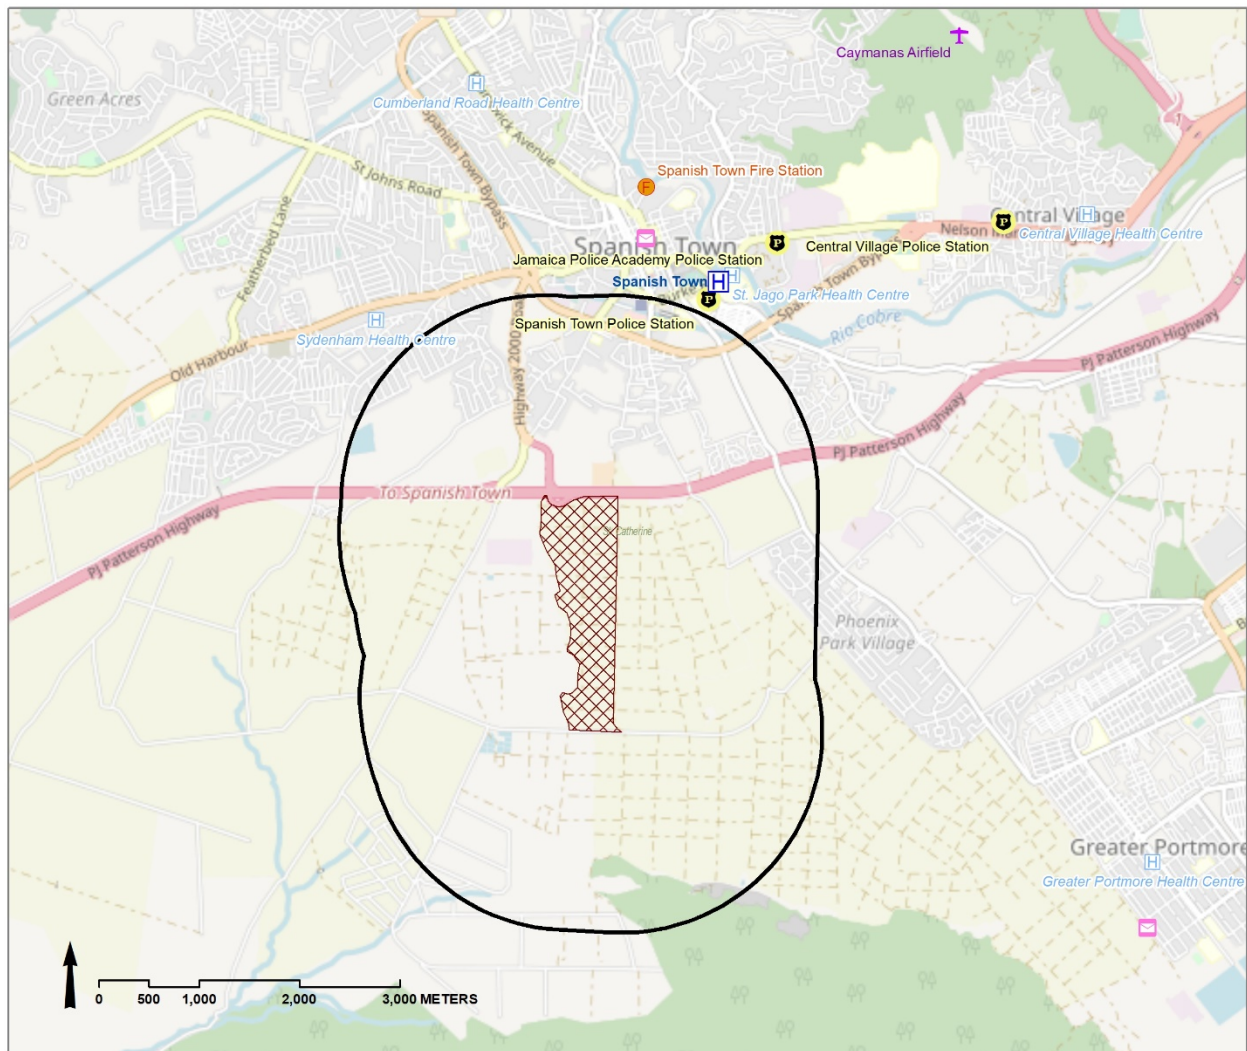 Caymanas Airfield
Green Acres
Cumberland Road Health Centre
Spanish Town Bypass
St Johns Road
Spanish Town Fire Station
Featherbed Lane
Central Village
Spanish Town
Central Village Health Centre
Central Village Police Station
Jamaica Police Academy Police Station
Spanish Town
St. Jago Park Health Centre
Spanish Town Police Station
Rio Cobre
Sydenham Health Centre
Old Harbour
Highway 2000
PJ Patterson Highway
PJ Patterson Highway
To Spanish Town
PJ Patterson Highway
St. Catherine
Phoenix
Park Village
Greater Portmore
Greater Portmore Health Centre
0 500 1,000 2,000 3,000 METERS
H
H
H
H
H
H
F
P
P
P
1